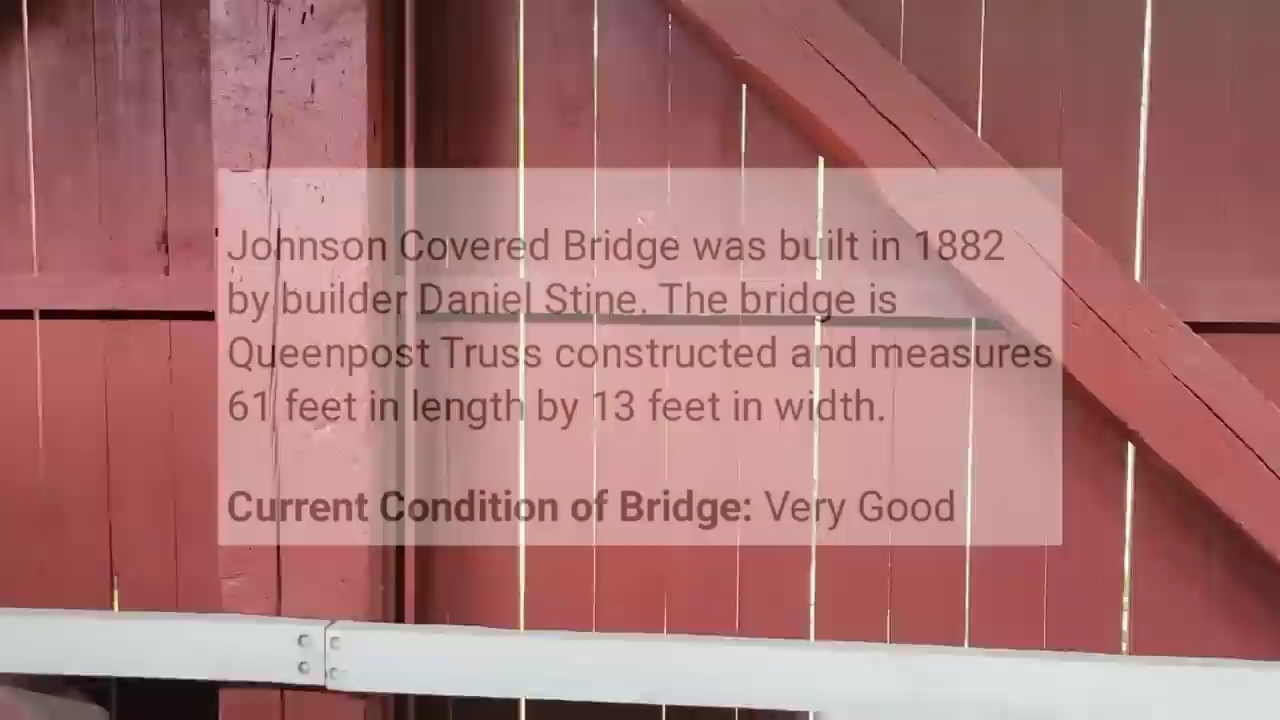 Johnson Covered Bridge was built in 1882
by builder Daniel Stine. The bridge is
Queenpost Truss constructed and measures
61 feet in length by 13 feet in width.
Current Condition of Bridge: Very Good